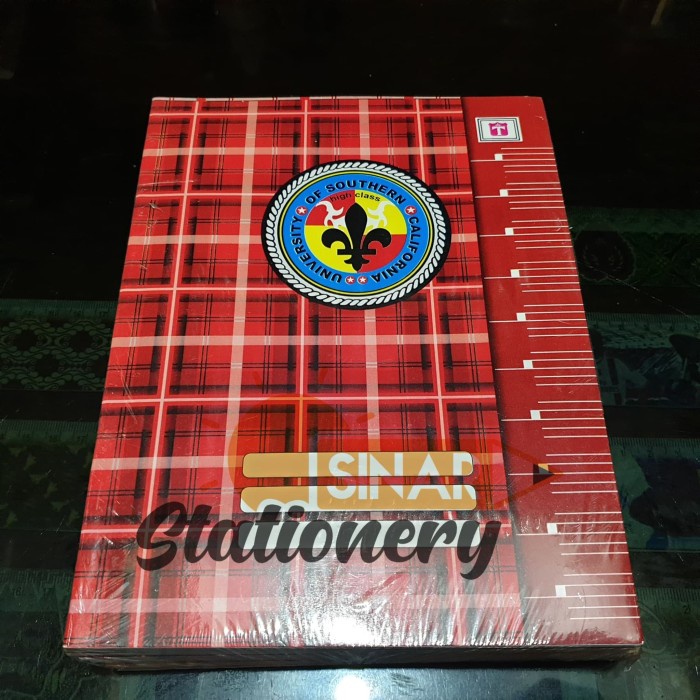 UNIVERSITY OF SOUTHERN CALIFORNIA
high class
T
SINAR
Stationery